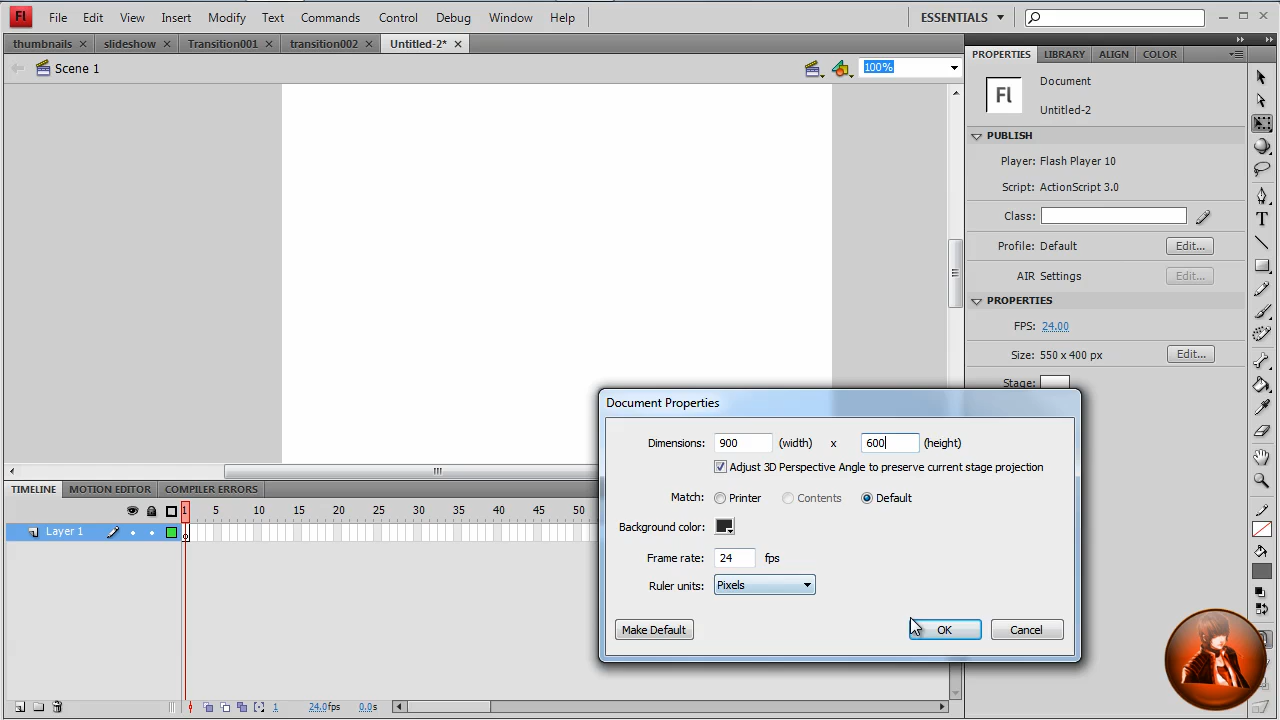 Fl File Edit View Insert Modify Text Commands Control Debug Window Help ESSENTIALS
thumbnails slideshow Transition001 transition002 Untitled-2*
Scene 1 100%
PROPERTIES LIBRARY ALIGN COLOR
Fl Document
Untitled-2
PUBLISH
Player: Flash Player 10
Script: ActionScript 3.0
Class:
Profile: Default Edit...
AIR Settings Edit...
PROPERTIES
FPS: 24.00
Size: 550 x 400 px Edit...
Stage:
Document Properties
Dimensions: 900 (width) x 600 (height)
Adjust 3D Perspective Angle to preserve current stage projection
Match: Printer Contents Default
Background color:
Frame rate: 24 fps
Ruler units: Pixels
Make Default OK Cancel
TIMELINE MOTION EDITOR COMPILER ERRORS
1 5 10 15 20 25 30 35 40 45 50
Layer 1
1 24.0fps 0.0s